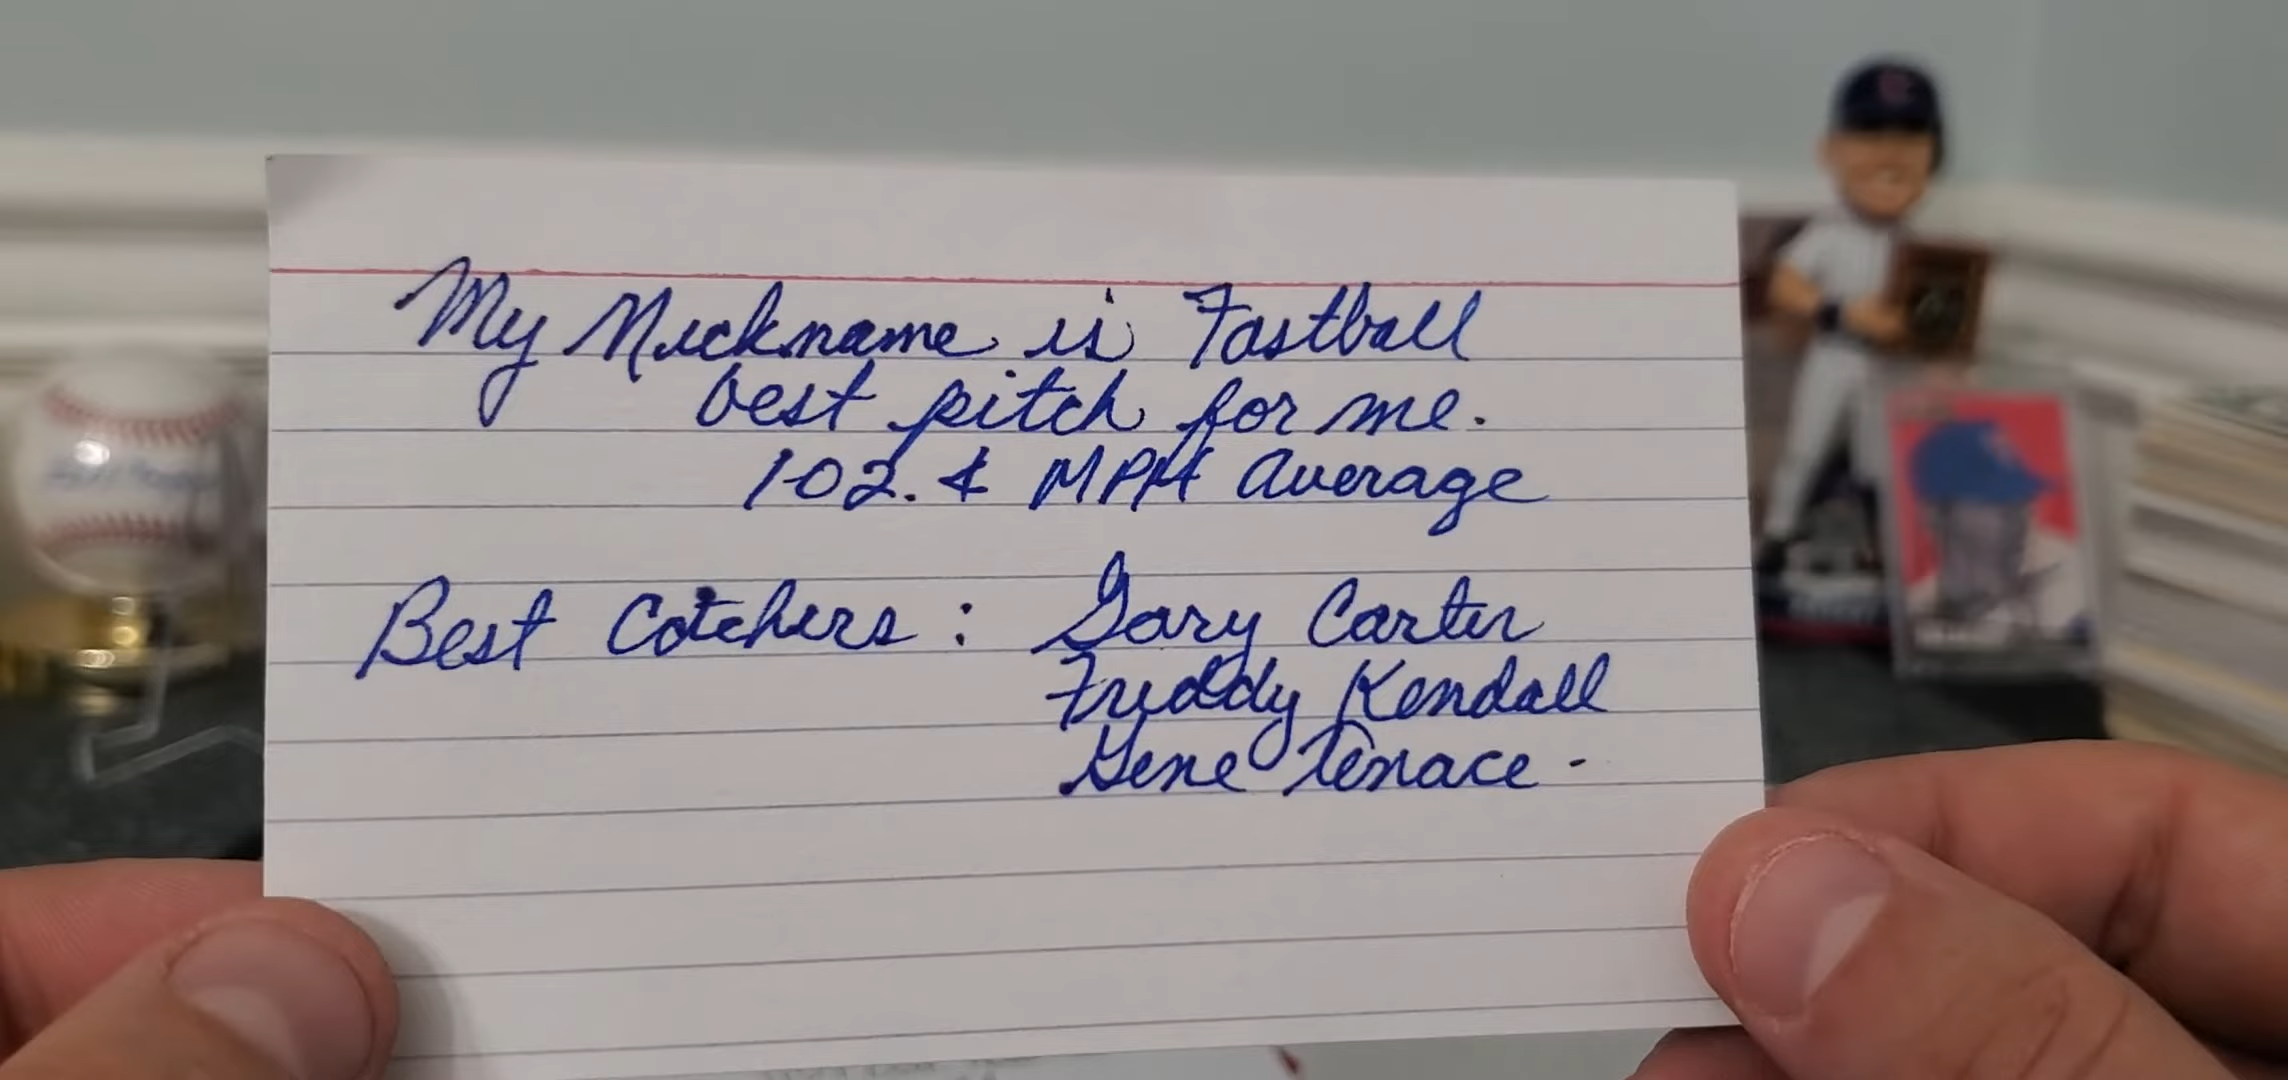 My Nickname is Fastball
best pitch for me.
102.4 MPH Average
Best Catchers : Gary Carter
Freddy Kendall
Gene Tenace -